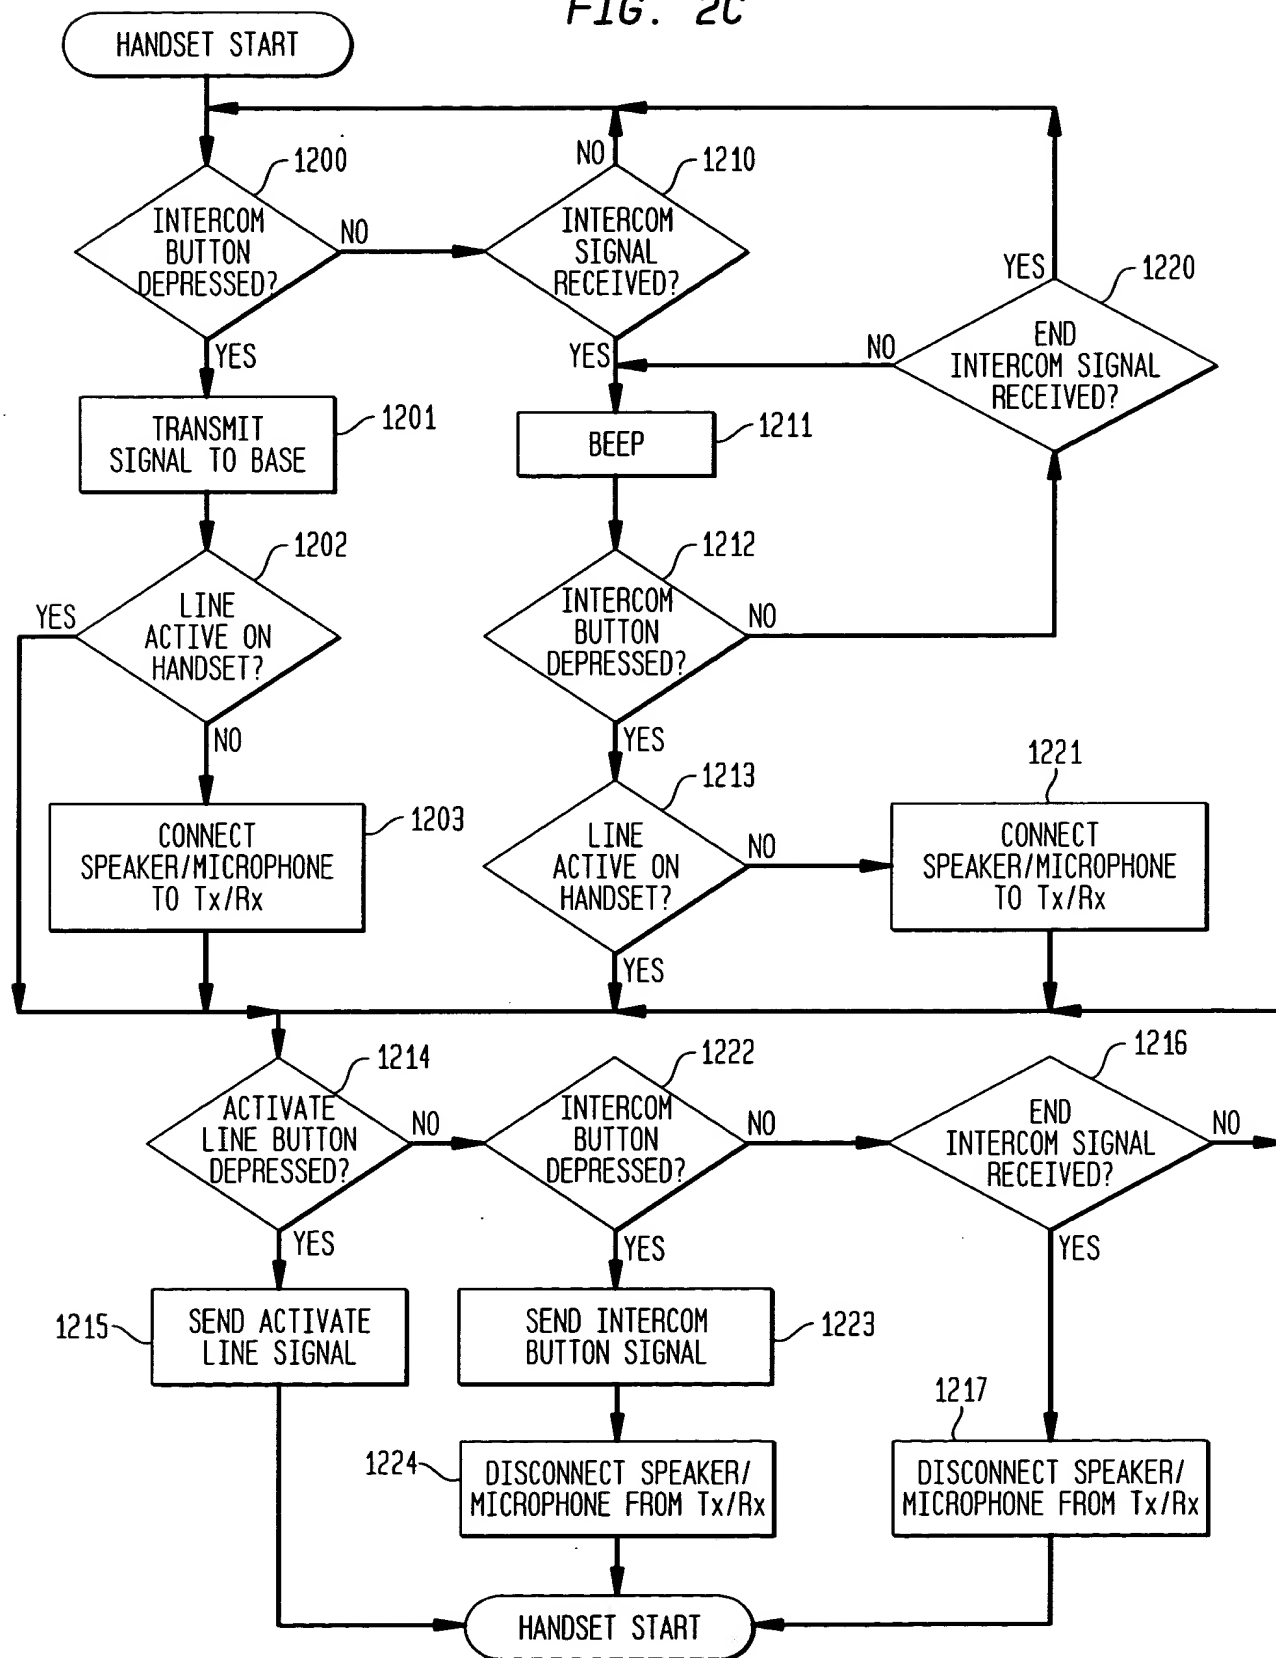 FIG. 2C
HANDSET START
1200
INTERCOM
BUTTON
DEPRESSED?
NO
YES
1210
INTERCOM
SIGNAL
RECEIVED?
NO
YES
1220
END
INTERCOM SIGNAL
RECEIVED?
YES
NO
TRANSMIT
SIGNAL TO BASE
1201
BEEP
1211
1202
LINE
ACTIVE ON
HANDSET?
YES
NO
1212
INTERCOM
BUTTON
DEPRESSED?
NO
YES
CONNECT
SPEAKER/MICROPHONE
TO Tx/Rx
1203
1213
LINE
ACTIVE ON
HANDSET?
NO
YES
1221
CONNECT
SPEAKER/MICROPHONE
TO Tx/Rx
1214
ACTIVATE
LINE BUTTON
DEPRESSED?
NO
YES
1222
INTERCOM
BUTTON
DEPRESSED?
NO
YES
1216
END
INTERCOM SIGNAL
RECEIVED?
NO
YES
1215
SEND ACTIVATE
LINE SIGNAL
SEND INTERCOM
BUTTON SIGNAL
1223
1224
DISCONNECT SPEAKER/
MICROPHONE FROM Tx/Rx
1217
DISCONNECT SPEAKER/
MICROPHONE FROM Tx/Rx
HANDSET START